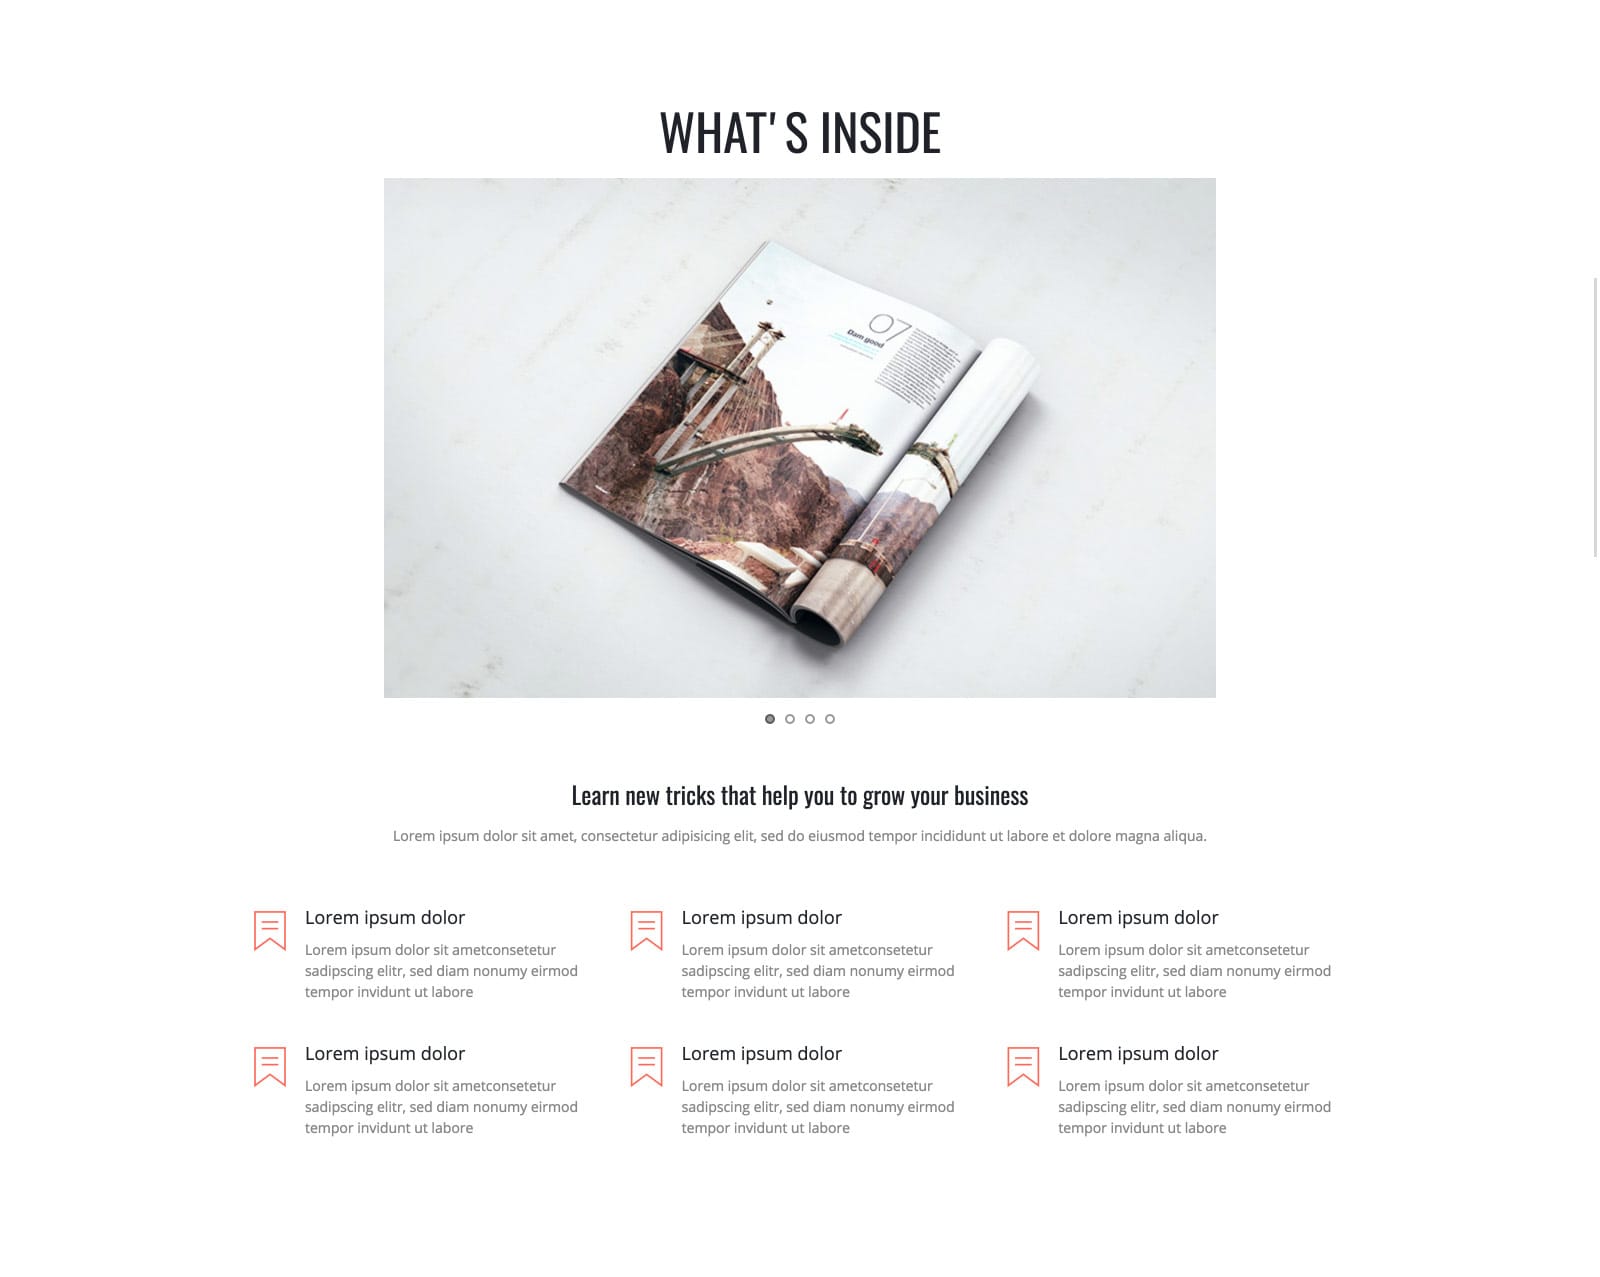 WHAT'S INSIDE
07
Dam good
Learn new tricks that help you to grow your business
Lorem ipsum dolor sit amet, consectetur adipisicing elit, sed do eiusmod tempor incididunt ut labore et dolore magna aliqua.
Lorem ipsum dolor
Lorem ipsum dolor sit ametconsetetur
sadipscing elitr, sed diam nonumy eirmod
tempor invidunt ut labore
Lorem ipsum dolor
Lorem ipsum dolor sit ametconsetetur
sadipscing elitr, sed diam nonumy eirmod
tempor invidunt ut labore
Lorem ipsum dolor
Lorem ipsum dolor sit ametconsetetur
sadipscing elitr, sed diam nonumy eirmod
tempor invidunt ut labore
Lorem ipsum dolor
Lorem ipsum dolor sit ametconsetetur
sadipscing elitr, sed diam nonumy eirmod
tempor invidunt ut labore
Lorem ipsum dolor
Lorem ipsum dolor sit ametconsetetur
sadipscing elitr, sed diam nonumy eirmod
tempor invidunt ut labore
Lorem ipsum dolor
Lorem ipsum dolor sit ametconsetetur
sadipscing elitr, sed diam nonumy eirmod
tempor invidunt ut labore